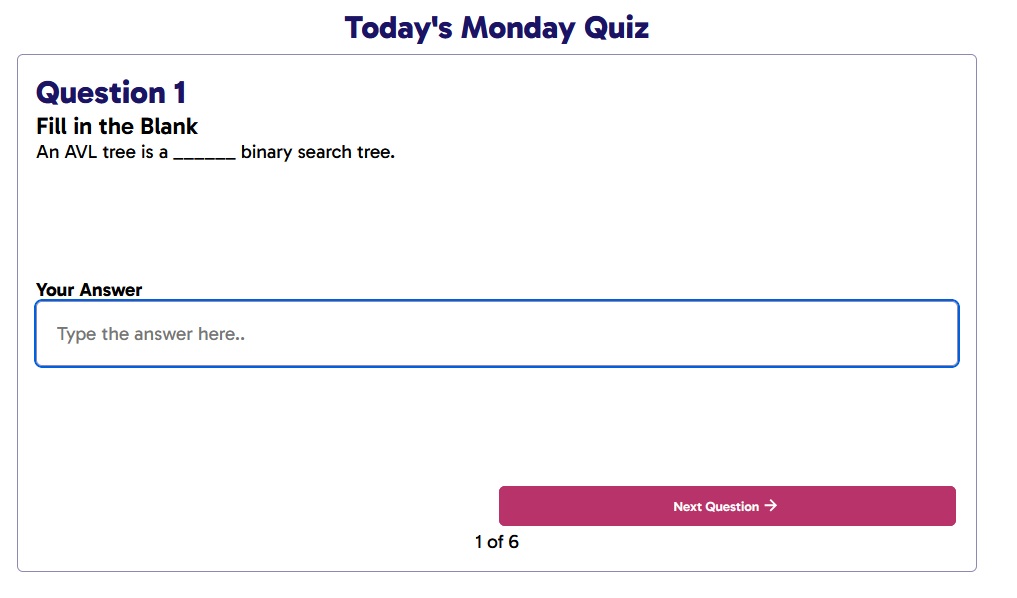 Today's Monday Quiz
Question 1
Fill in the Blank
An AVL tree is a ______ binary search tree.
Your Answer
Type the answer here..
Next Question →
1 of 6